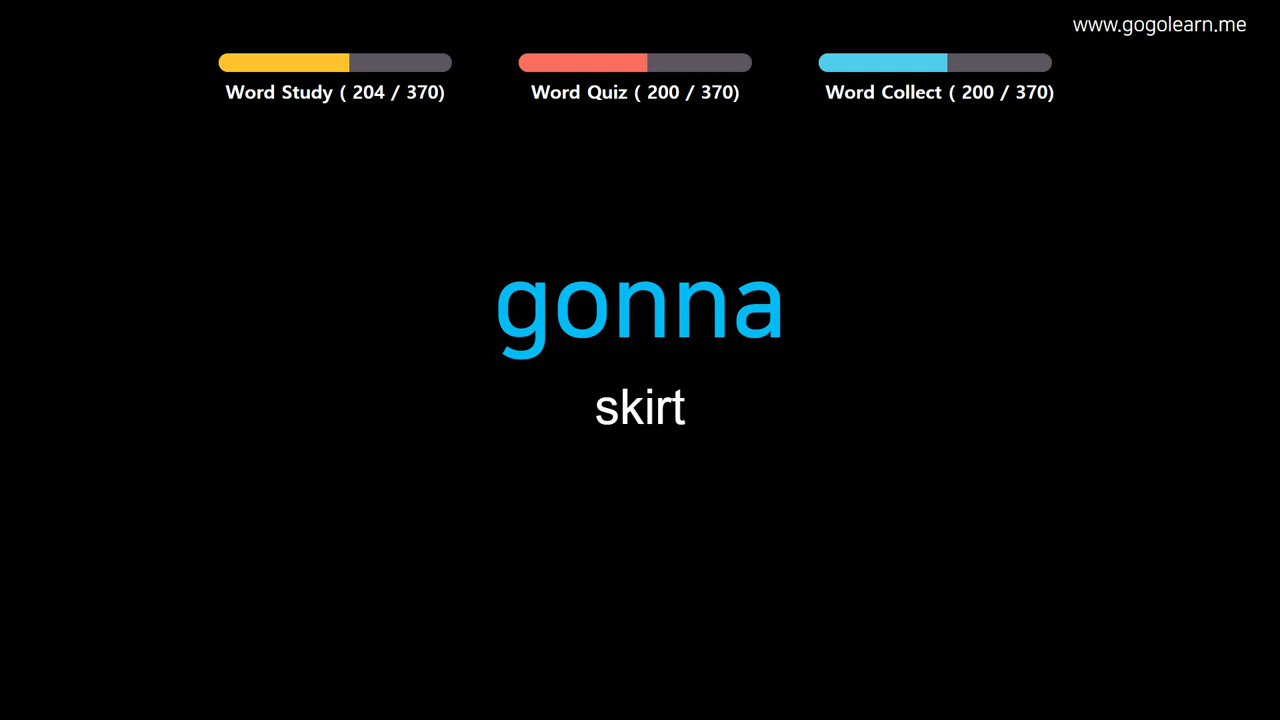 www.gogolearn.me
Word Study ( 204 / 370)
Word Quiz ( 200 / 370)
Word Collect ( 200 / 370)
gonna
skirt